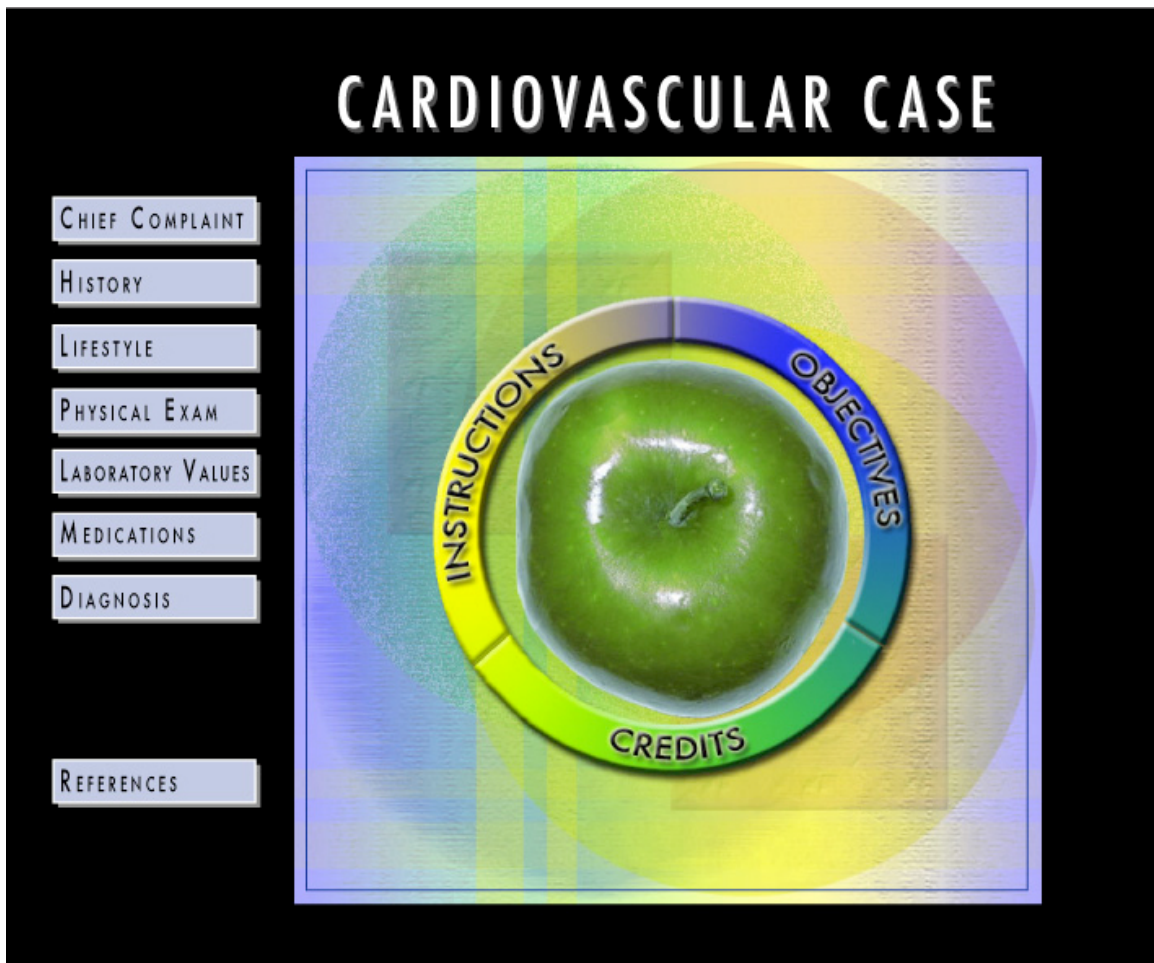 CARDIOVASCULAR CASE
CHIEF COMPLAINT
HISTORY
LIFESTYLE
PHYSICAL EXAM
LABORATORY VALUES
MEDICATIONS
DIAGNOSIS
REFERENCES
INSTRUCTIONS
OBJECTIVES
CREDITS